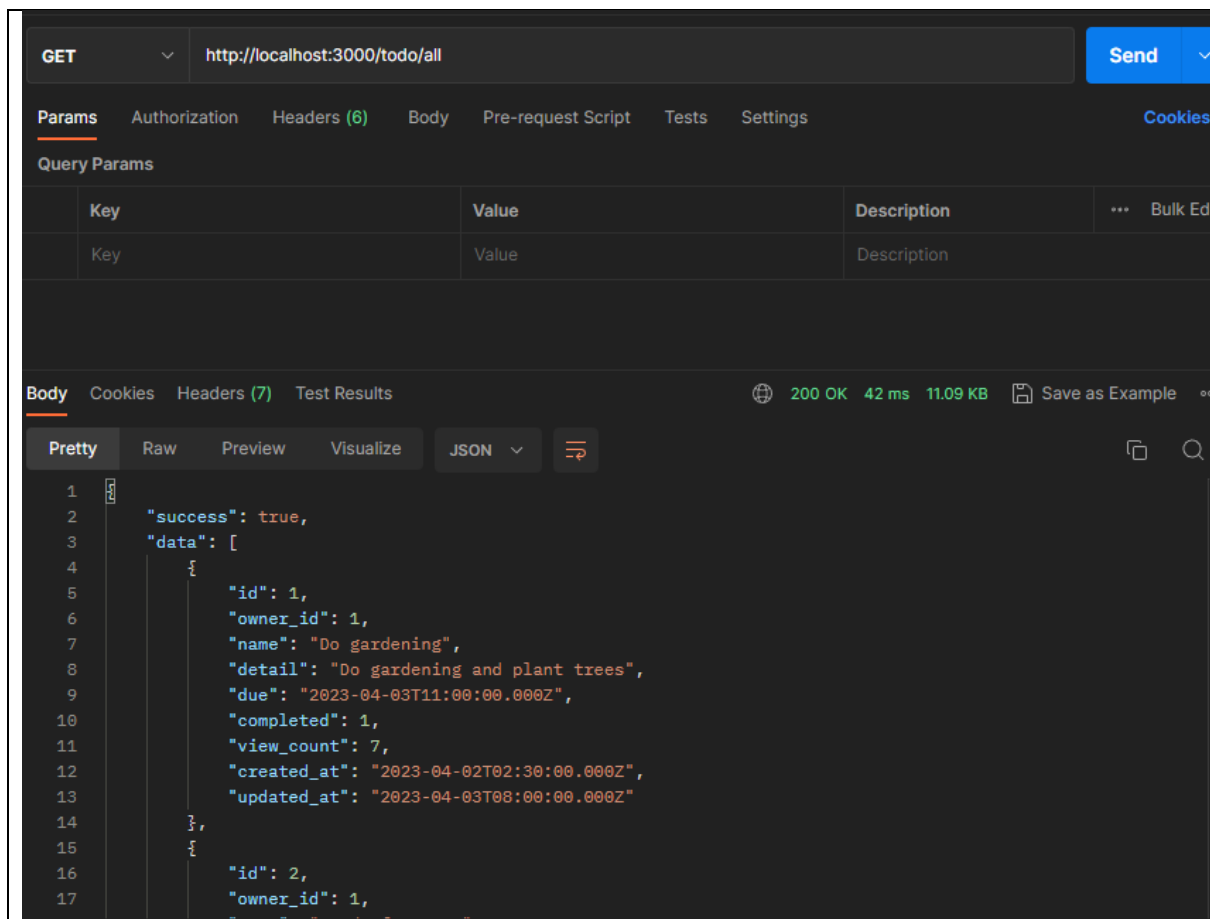 GET http://localhost:3000/todo/all Send
Params Authorization Headers (6) Body Pre-request Script Tests Settings Cookies
Query Params
Key Value Description ••• Bulk Ed
Key Value Description
Body Cookies Headers (7) Test Results 200 OK 42 ms 11.09 KB Save as Example
Pretty Raw Preview Visualize JSON
1 {
2 "success": true,
3 "data": [
4 {
5 "id": 1,
6 "owner_id": 1,
7 "name": "Do gardening",
8 "detail": "Do gardening and plant trees",
9 "due": "2023-04-03T11:00:00.000Z",
10 "completed": 1,
11 "view_count": 7,
12 "created_at": "2023-04-02T02:30:00.000Z",
13 "updated_at": "2023-04-03T08:00:00.000Z"
14 },
15 {
16 "id": 2,
17 "owner_id": 1,